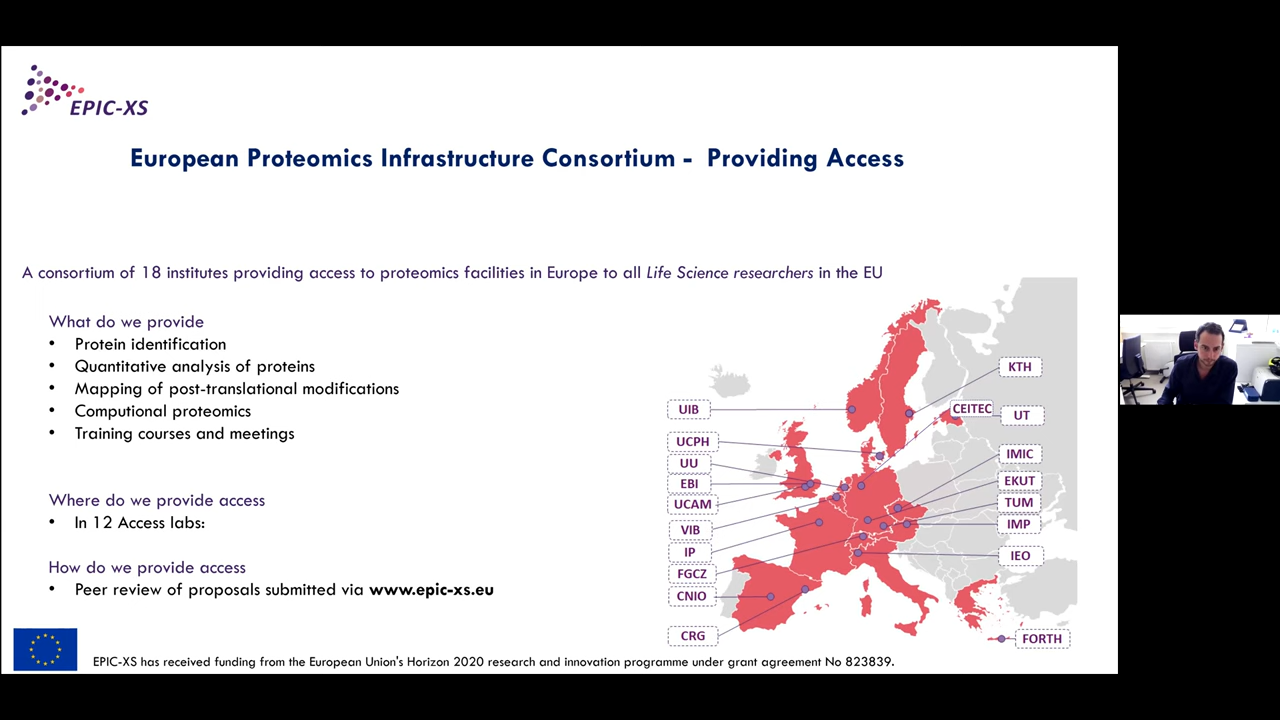 EPIC-XS
European Proteomics Infrastructure Consortium - Providing Access
A consortium of 18 institutes providing access to proteomics facilities in Europe to all Life Science researchers in the EU
What do we provide
• Protein identification
• Quantitative analysis of proteins
• Mapping of post-translational modifications
• Computional proteomics
• Training courses and meetings
Where do we provide access
• In 12 Access labs:
How do we provide access
• Peer review of proposals submitted via www.epic-xs.eu
UIB
UCPH
UU
EBI
UCAM
VIB
IP
FGCZ
CNIO
CRG
KTH
CEITEC
UT
IMIC
EKUT
TUM
IMP
IEO
FORTH
EPIC-XS has received funding from the European Union's Horizon 2020 research and innovation programme under grant agreement No 823839.